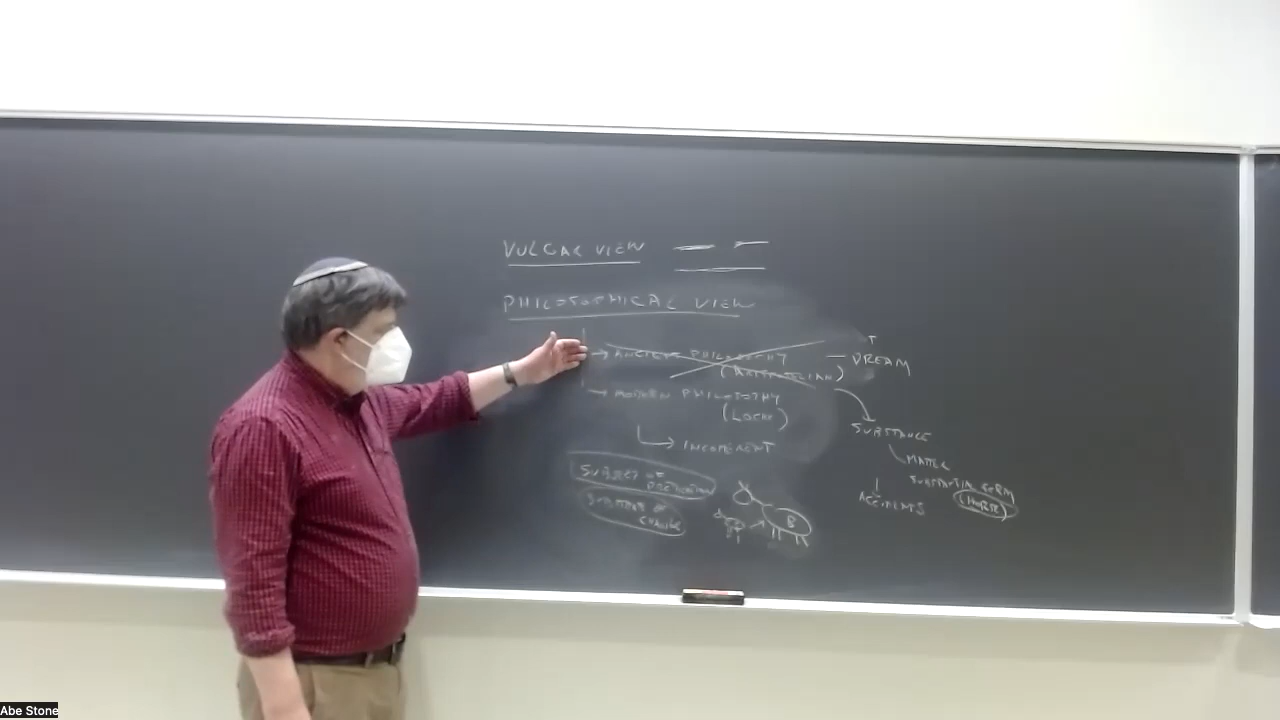 VULGAR VIEW
PHILOSOPHICAL VIEW
ANCIENT PHILOSOPHY
(ARISTOTELIAN)
DREAM
MODERN PHILOSOPHY
(LOCKE)
INCOHERENT
SUBSTANCE
MATTER
SUBSTANTIAL FORM
(HORSE)
ACCIDENTS
SUBJECT OF
PREDICATION
SUBSTRATE OF
CHANGE
B
Abe Stone